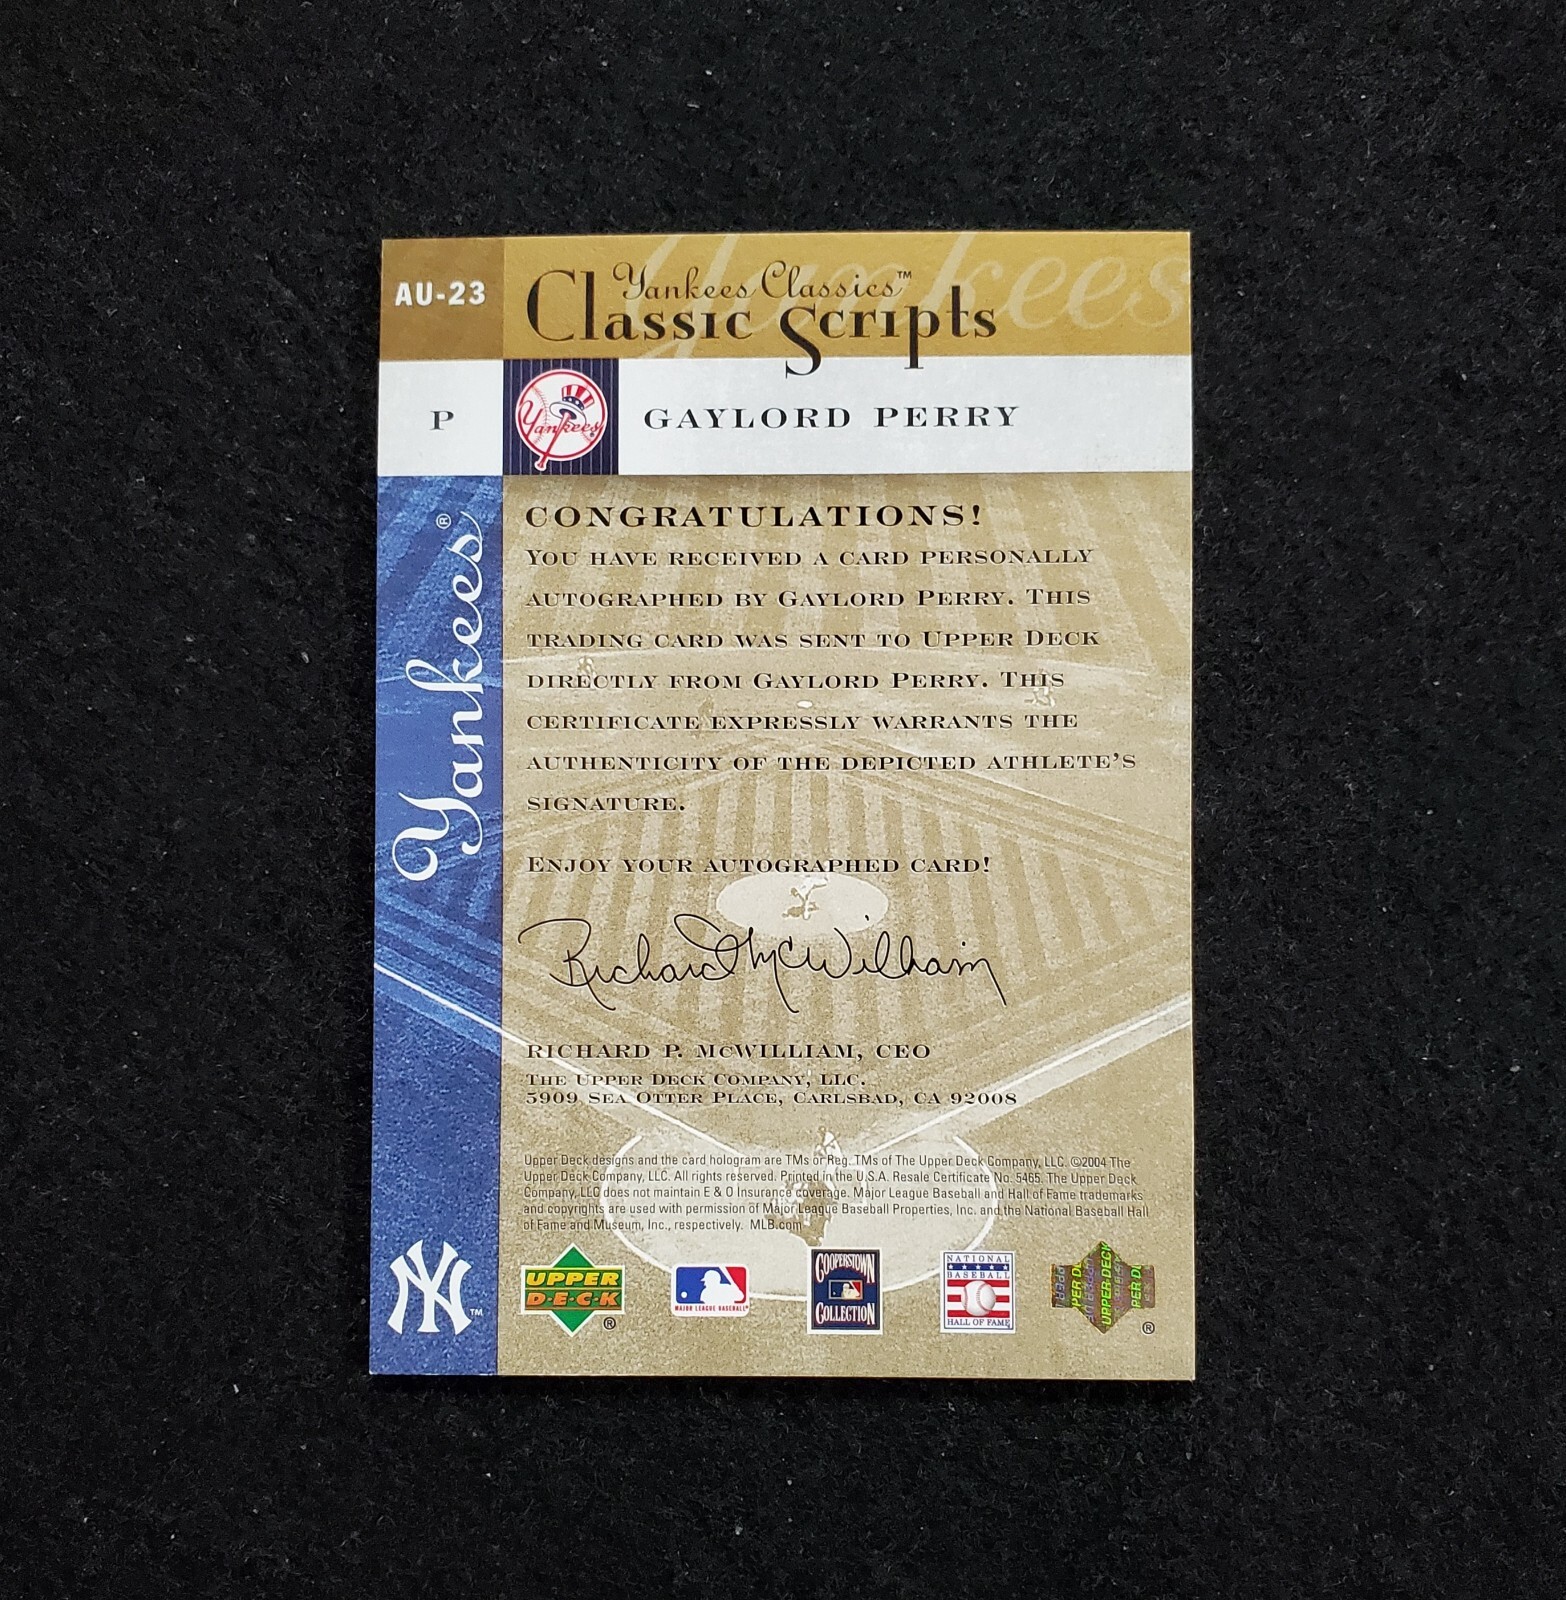 AU-23
Yankees
Yankees Classics™
Classic Scripts
P
Yankees®
GAYLORD PERRY
Yankees®
CONGRATULATIONS!
YOU HAVE RECEIVED A CARD PERSONALLY
AUTOGRAPHED BY GAYLORD PERRY. THIS
TRADING CARD WAS SENT TO UPPER DECK
DIRECTLY FROM GAYLORD PERRY. THIS
CERTIFICATE EXPRESSLY WARRANTS THE
AUTHENTICITY OF THE DEPICTED ATHLETE'S
SIGNATURE.
ENJOY YOUR AUTOGRAPHED CARD!
Richard McWilliam
RICHARD P. McWILLIAM, CEO
THE UPPER DECK COMPANY, LLC.
5909 SEA OTTER PLACE, CARLSBAD, CA 92008
Upper Deck designs and the card hologram are TMs or Reg. TMs of The Upper Deck Company, LLC. ©2004 The
Upper Deck Company, LLC. All rights reserved. Printed in the U.S.A. Resale Certificate No. 5465. The Upper Deck
Company, LLC does not maintain E & O Insurance coverage. Major League Baseball and Hall of Fame trademarks
and copyrights are used with permission of Major League Baseball Properties, Inc. and the National Baseball Hall
of Fame and Museum, Inc., respectively. MLB.com
NY™
UPPER
D·E·C·K
®
MAJOR LEAGUE BASEBALL®
COOPERSTOWN
COLLECTION
NATIONAL
BASEBALL
HALL OF FAME
UPPER DECK
®